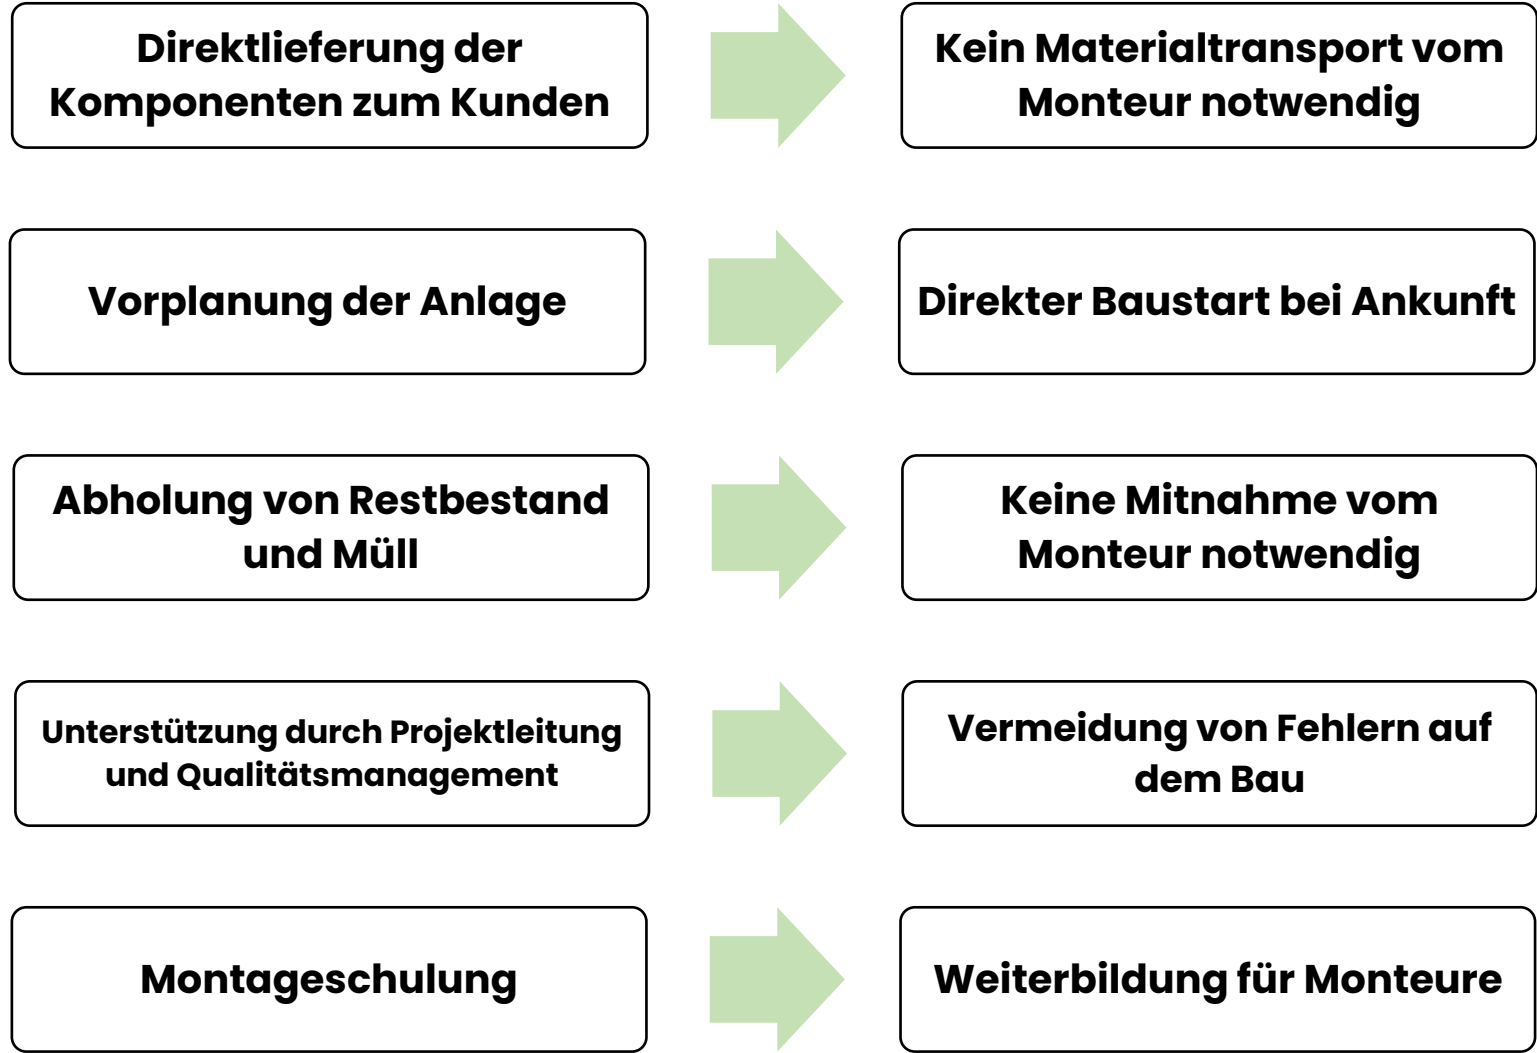 Direktlieferung der
Komponenten zum Kunden
Kein Materialtransport vom
Monteur notwendig
Vorplanung der Anlage
Direkter Baustart bei Ankunft
Abholung von Restbestand
und Müll
Keine Mitnahme vom
Monteur notwendig
Unterstützung durch Projektleitung
und Qualitätsmanagement
Vermeidung von Fehlern auf
dem Bau
Montageschulung
Weiterbildung für Monteure